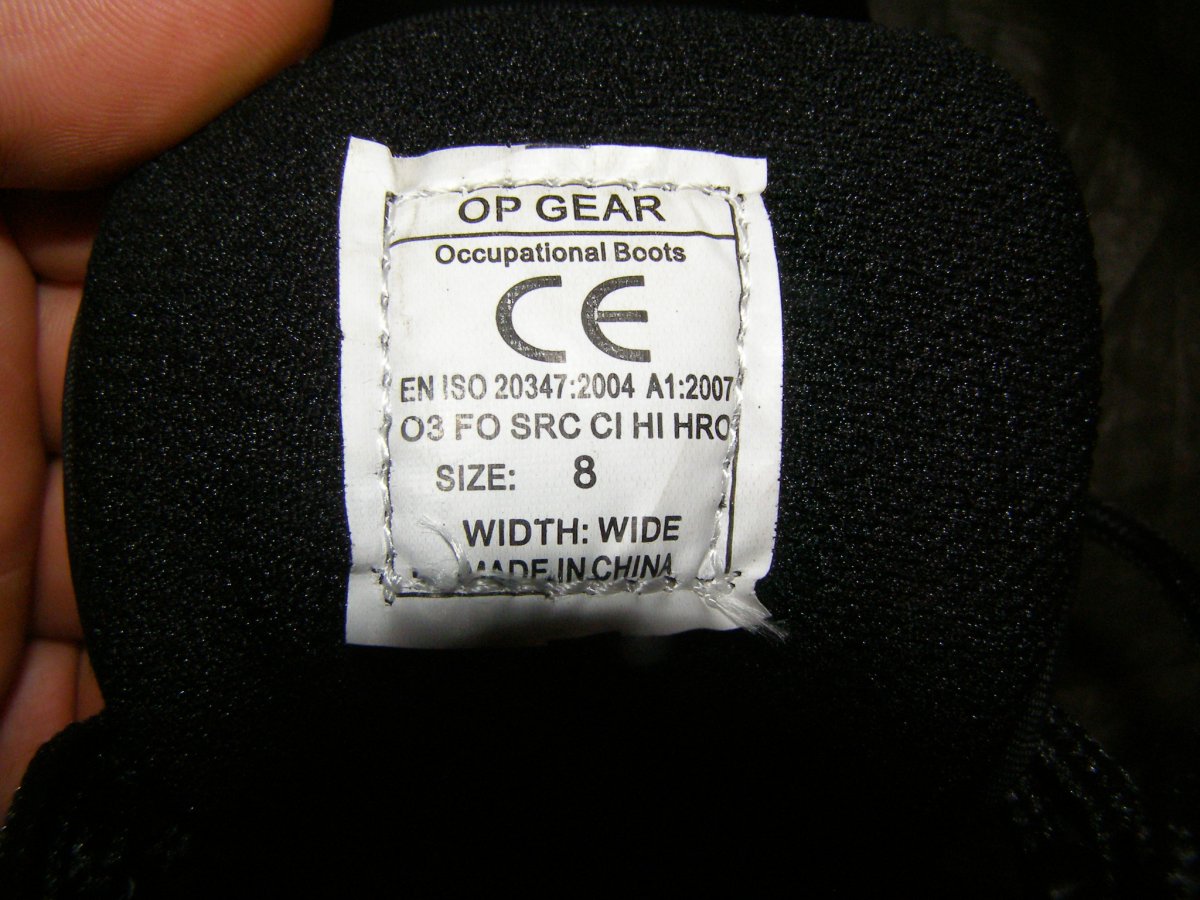 OP GEAR
Occupational Boots
CE
EN ISO 20347:2004 A1:2007
O3 FO SRC CI HI HRO
SIZE: 8
WIDTH: WIDE
MADE IN CHINA